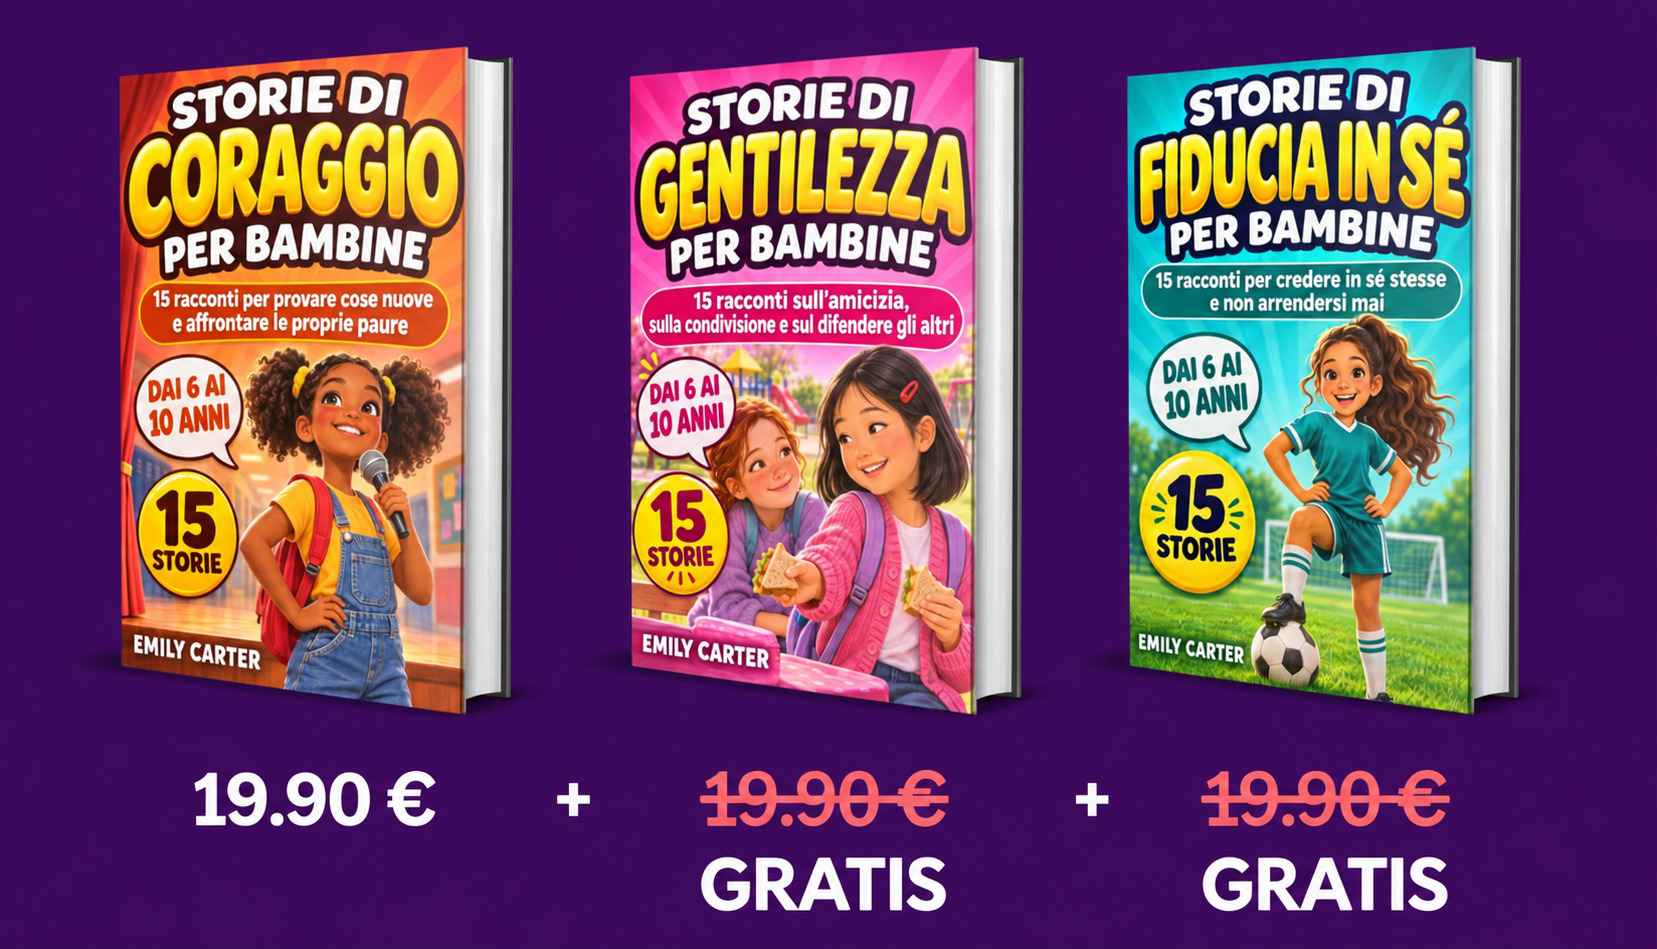 STORIE DI
CORAGGIO
PER BAMBINE
15 racconti per provare cose nuove
e affrontare le proprie paure
DAI 6 AI
10 ANNI
15
STORIE
EMILY CARTER
STORIE DI
GENTILEZZA
PER BAMBINE
15 racconti sull'amicizia,
sulla condivisione e sul difendere gli altri
DAI 6 AI
10 ANNI
15
STORIE
EMILY CARTER
STORIE DI
FIDUCIA IN SÉ
PER BAMBINE
15 racconti per credere in sé stesse
e non arrendersi mai
DAI 6 AI
10 ANNI
15
STORIE
EMILY CARTER
19.90 € + 19.90 € + 19.90 €
GRATIS GRATIS